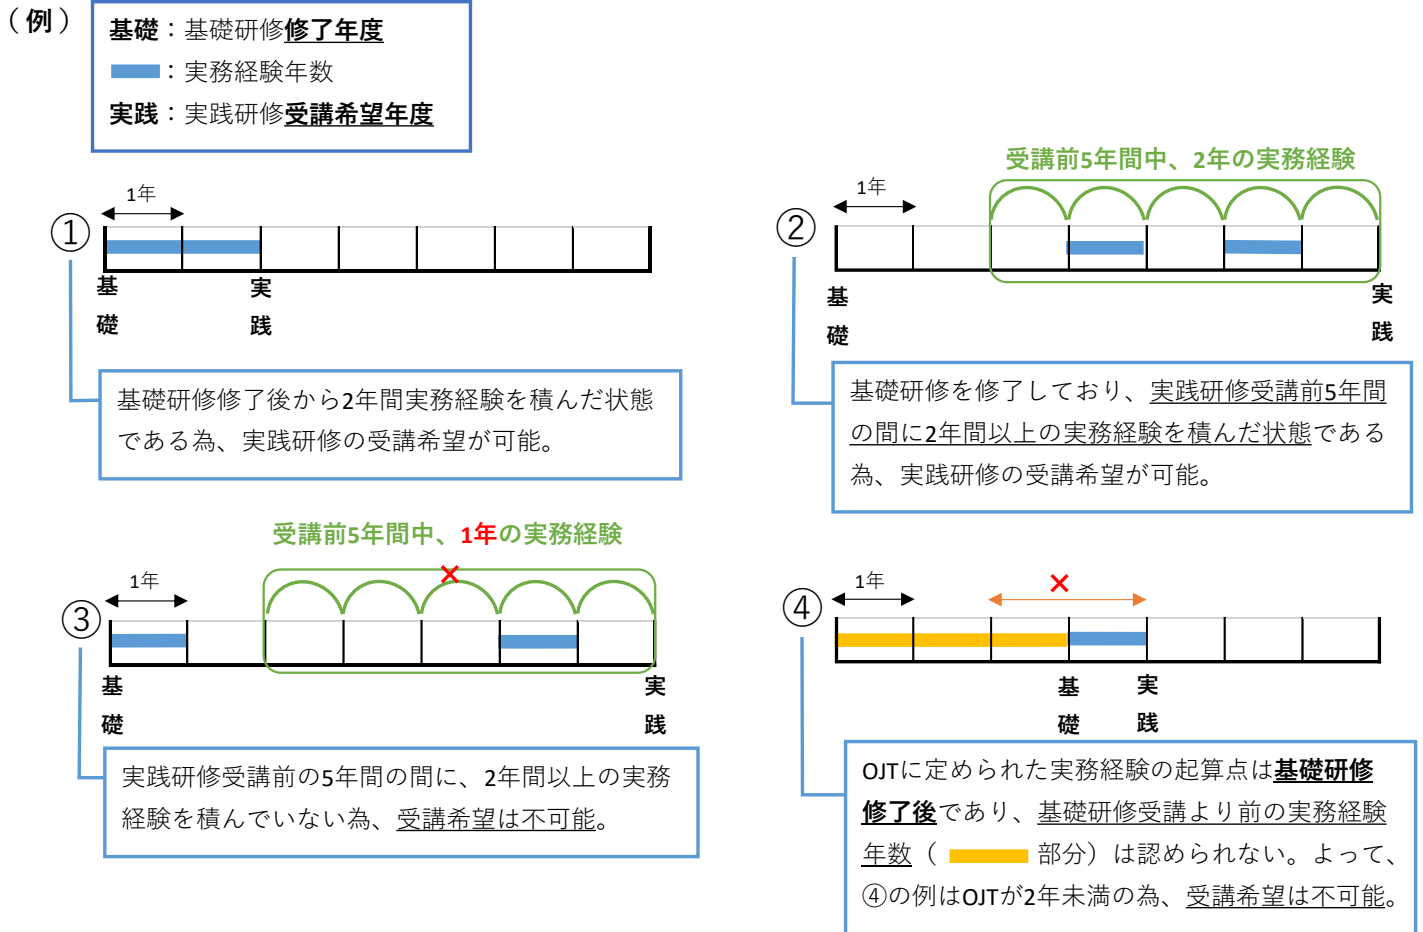 （例）
基礎：基礎研修修了年度
：実務経験年数
実践：実践研修受講希望年度
1年
①
基礎
実践
基礎研修修了後から2年間実務経験を積んだ状態
である為、実践研修の受講希望が可能。
受講前5年間中、2年の実務経験
1年
②
基礎
実践
基礎研修を修了しており、実践研修受講前5年間
の間に2年間以上の実務経験を積んだ状態である
為、実践研修の受講希望が可能。
受講前5年間中、1年の実務経験
×
1年
③
基礎
実践
実践研修受講前の5年間の間に、2年間以上の実務
経験を積んでいない為、受講希望は不可能。
×
1年
④
基礎
実践
OJTに定められた実務経験の起算点は基礎研修
修了後であり、基礎研修受講より前の実務経験
年数（ 部分）は認められない。よって、
④の例はOJTが2年未満の為、受講希望は不可能。